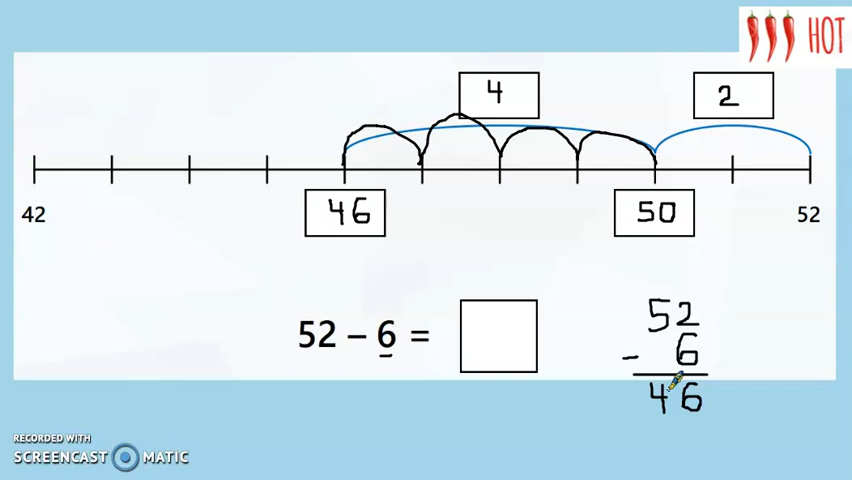 HOT
4 2
46 50
42 52
52 – 6 =
52
- 6
46
RECORDED WITH
SCREENCAST MATIC